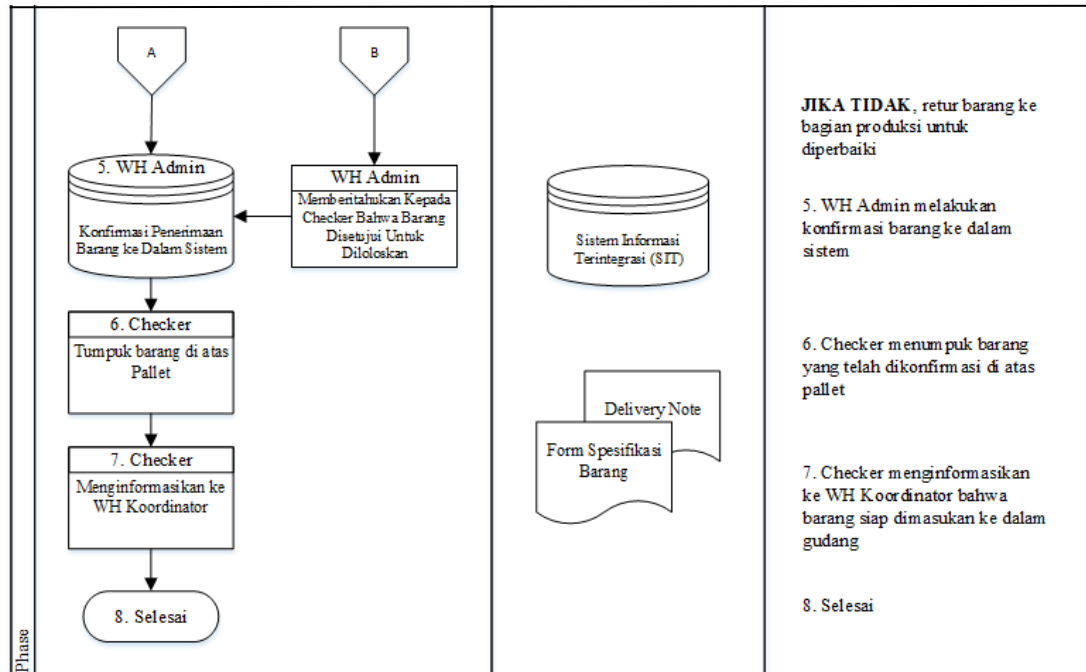 A
B
5. WH Admin
Konfirmasi Penerimaan
Barang ke Dalam Sistem
WH Admin
Memberitahukan Kepada
Checker Bahwa Barang
Disetujui Untuk
Diloloskan
6. Checker
Tumpuk barang di atas
Pallet
7. Checker
Menginformasikan ke
WH Koordinator
8. Selesai
Phase
Sistem Informasi
Terintegrasi (SIT)
Delivery Note
Form Spesifikasi
Barang
JIKA TIDAK, retur barang ke
bagian produksi untuk
diperbaiki
5. WH Admin melakukan
konfirmasi barang ke dalam
sistem
6. Checker menumpuk barang
yang telah dikonfirmasi di atas
pallet
7. Checker menginformasikan
ke WH Koordinator bahwa
barang siap dimasukan ke dalam
gudang
8. Selesai